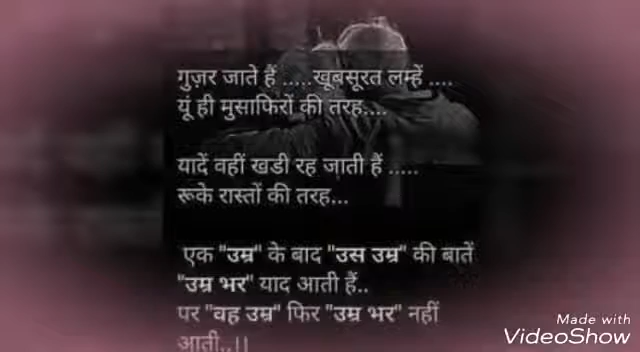 गुज़र जाते हैं .....खूबसूरत लम्हें ....
यूं ही मुसाफिरों की तरह....
यादें वहीं खडी रह जाती हैं .....
रूके रास्तों की तरह...
एक "उम्र" के बाद "उस उम्र" की बातें
"उम्र भर" याद आती हैं..
पर "वह उम्र" फिर "उम्र भर" नहीं
आती..।।
Made with
VideoShow